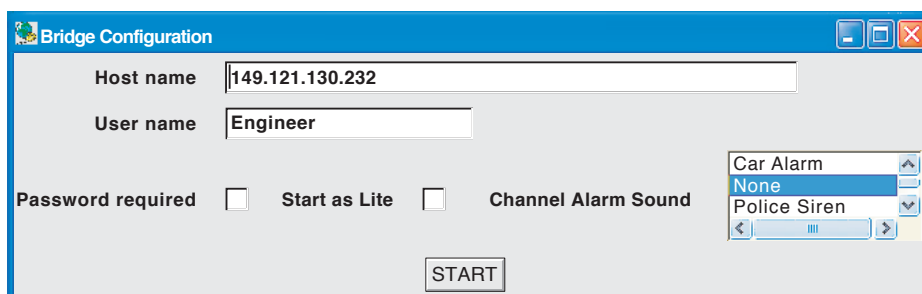 Bridge Configuration
Host name 149.121.130.232
User name Engineer
Car Alarm
None
Password required Start as Lite Channel Alarm Sound
Police Siren
START